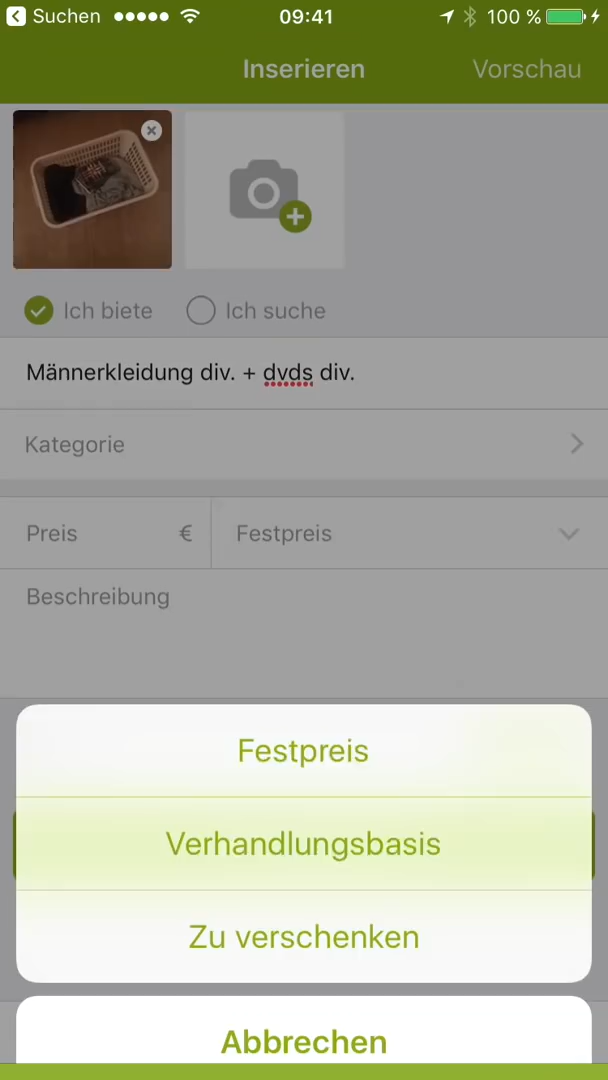 Suchen 09:41 100 %
Inserieren Vorschau
Ich biete Ich suche
Männerkleidung div. + dvds div.
Kategorie
Preis € Festpreis
Beschreibung
Festpreis
Verhandlungsbasis
Zu verschenken
Abbrechen